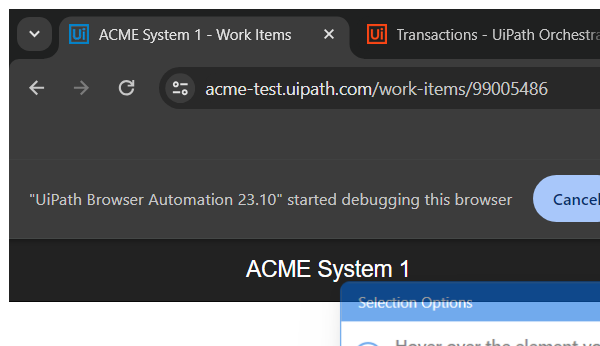 Ui ACME System 1 - Work Items
Ui Transactions - UiPath Orchestra
acme-test.uipath.com/work-items/99005486
"UiPath Browser Automation 23.10" started debugging this browser
Cancel
ACME System 1
Selection Options
Hover over the element yo